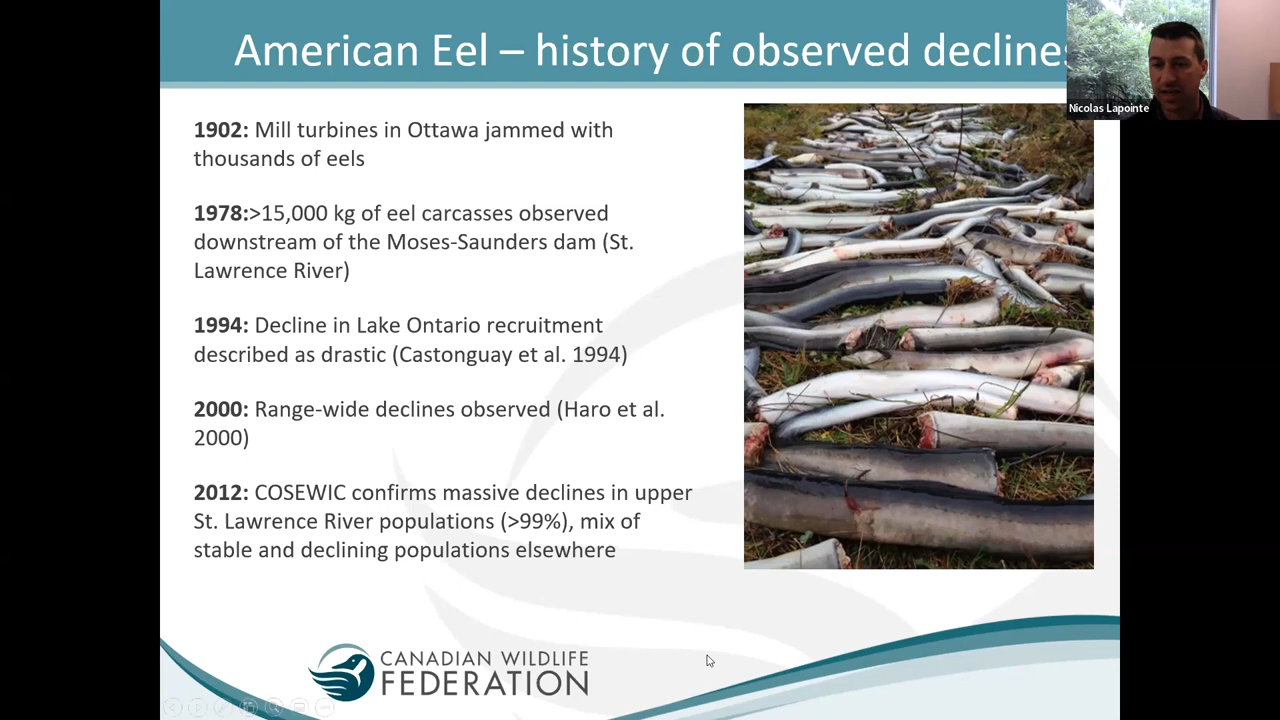 American Eel – history of observed declines
Nicolas Lapointe
1902: Mill turbines in Ottawa jammed with
thousands of eels
1978:>15,000 kg of eel carcasses observed
downstream of the Moses-Saunders dam (St.
Lawrence River)
1994: Decline in Lake Ontario recruitment
described as drastic (Castonguay et al. 1994)
2000: Range-wide declines observed (Haro et al.
2000)
2012: COSEWIC confirms massive declines in upper
St. Lawrence River populations (>99%), mix of
stable and declining populations elsewhere
CANADIAN WILDLIFE
FEDERATION